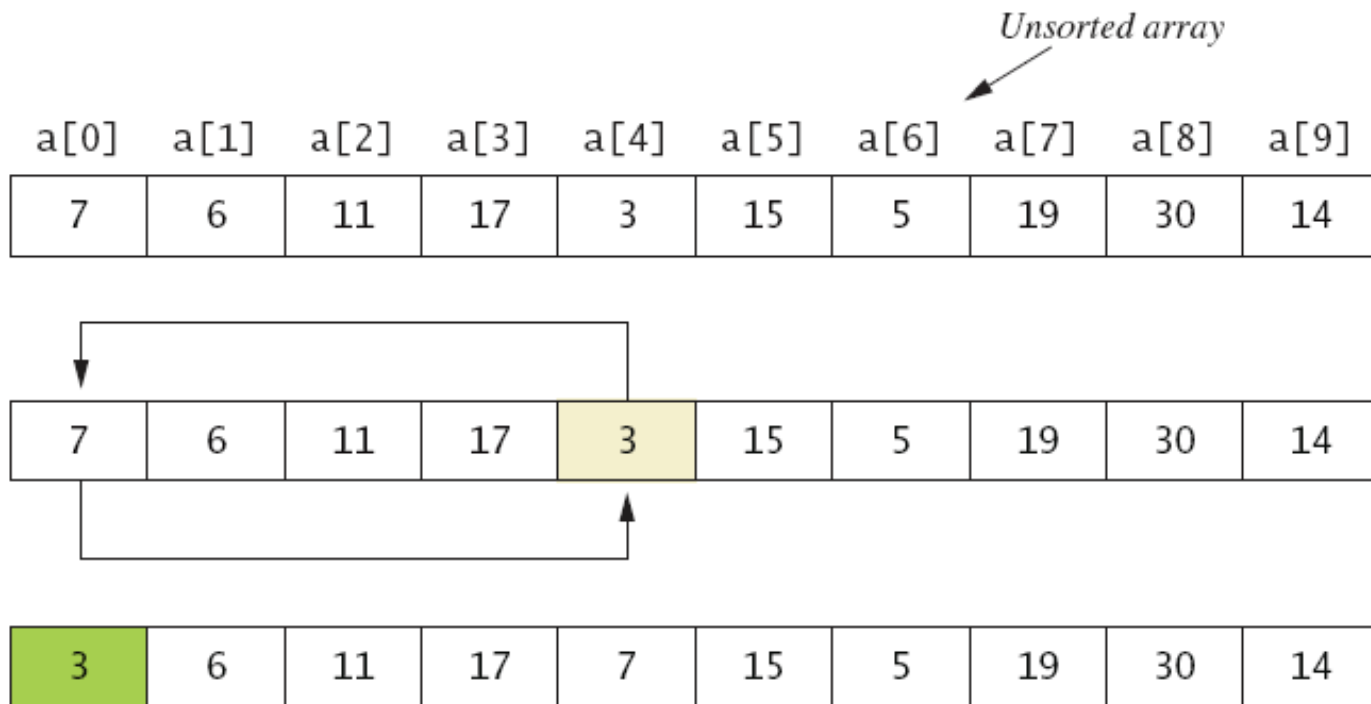 Unsorted array
a[0] a[1] a[2] a[3] a[4] a[5] a[6] a[7] a[8] a[9]
7 6 11 17 3 15 5 19 30 14
7 6 11 17 3 15 5 19 30 14
3 6 11 17 7 15 5 19 30 14